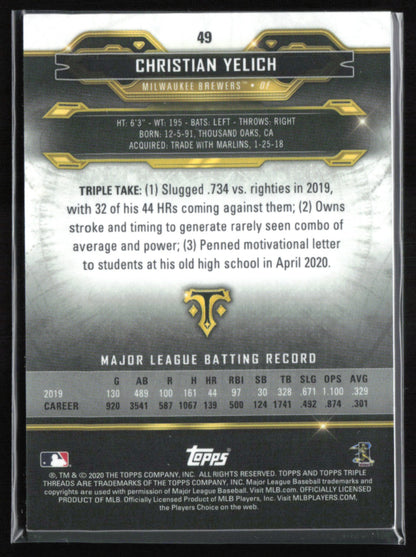 49
CHRISTIAN YELICH
MILWAUKEE BREWERS™ • OF
HT: 6'3" - WT: 195 - BATS: LEFT - THROWS: RIGHT
BORN: 12-5-91, THOUSAND OAKS, CA
ACQUIRED: TRADE WITH MARLINS, 1-25-18
TRIPLE TAKE: (1) Slugged .734 vs. righties in 2019,
with 32 of his 44 HRs coming against them; (2) Owns
stroke and timing to generate rarely seen combo of
average and power; (3) Penned motivational letter
to students at his old high school in April 2020.
MAJOR LEAGUE BATTING RECORD
G AB R H HR RBI SB TB SLG OPS AVG
2019 130 489 100 161 44 97 30 328 .671 1.100 .329
CAREER 920 3541 587 1067 139 500 124 1741 .492 .874 .301
topps
®, ™ & © 2020 THE TOPPS COMPANY, INC. ALL RIGHTS RESERVED. TOPPS AND TOPPS TRIPLE
THREADS ARE TRADEMARKS OF THE TOPPS COMPANY, INC. Major League Baseball trademarks and
copyrights are used with permission of Major League Baseball. Visit MLB.com. OFFICIALLY LICENSED
PRODUCT OF MLB. Officially Licensed Product of Major League Baseball Players. Visit MLBPLAYERS.COM,
the Players Choice on the web.